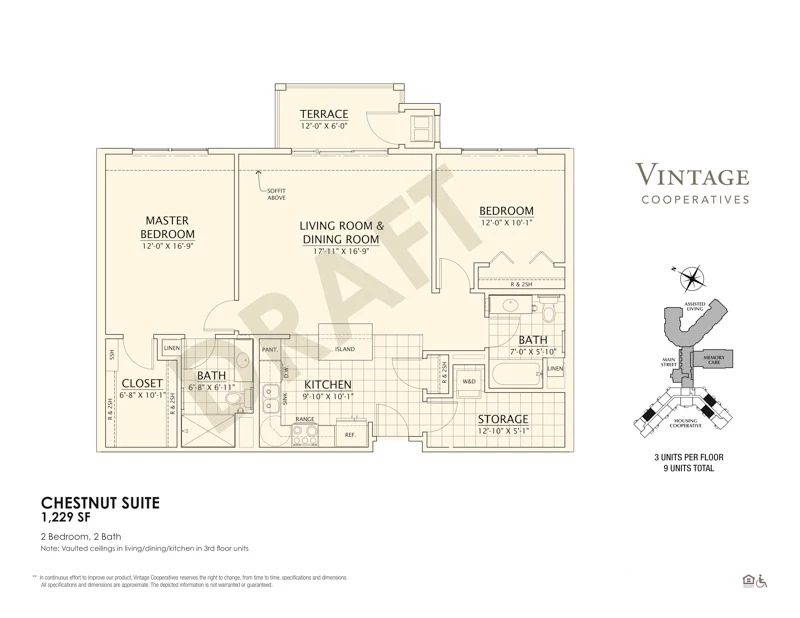 TERRACE
12'-0" X 6'-0"
SOFFIT
ABOVE
MASTER
BEDROOM
12'-0" X 16'-9"
LIVING ROOM &
DINING ROOM
17'-11" X 16'-9"
BEDROOM
12'-0" X 10'-1"
R & 2SH
DRAFT
VINTAGE
COOPERATIVES
N
ASSISTED
LIVING
MAIN
STREET
MEMORY
CARE
HOUSING
COOPERATIVE
3 UNITS PER FLOOR
9 UNITS TOTAL
LINEN
PANT.
ISLAND
BATH
7'-0" X 5'-10"
LINEN
5SH
CLOSET
6'-8" X 10'-1"
R & 2SH
R & 2SH
BATH
6'-8" X 6'-11"
D.W
SINK
KITCHEN
9'-10" X 10'-1"
R & 2SH
W&D
RANGE
REF.
STORAGE
12'-10" X 5'-1"
CHESTNUT SUITE
1,229 SF
2 Bedroom, 2 Bath
Note: Vaulted ceilings in living/dining/kitchen in 3rd floor units
** In continuous effort to improve our product, Vintage Cooperatives reserves the right to change, from time to time, specifications and dimensions.
All specifications and dimensions are approximate. The depicted information is not warranted or guaranteed.